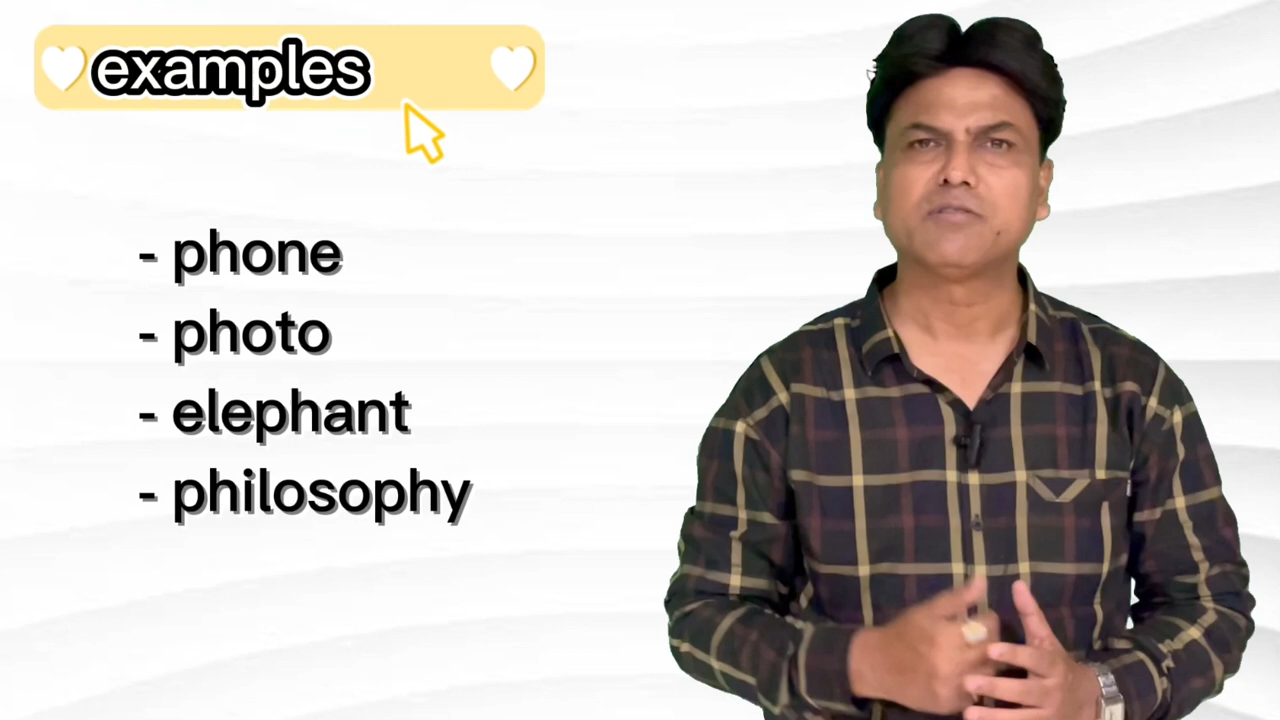 examples
- phone
- photo
- elephant
- philosophy